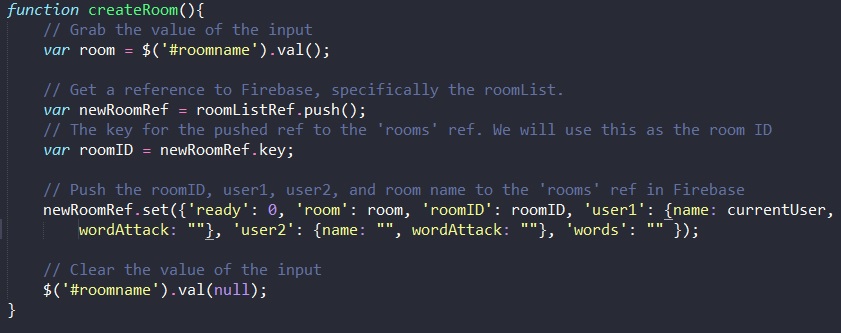 function createRoom(){
// Grab the value of the input
var room = $('#roomname').val();
// Get a reference to Firebase, specifically the roomList.
var newRoomRef = roomListRef.push();
// The key for the pushed ref to the 'rooms' ref. We will use this as the room ID
var roomID = newRoomRef.key;
// Push the roomID, user1, user2, and room name to the 'rooms' ref in Firebase
newRoomRef.set({'ready': 0, 'room': room, 'roomID': roomID, 'user1': {name: currentUser,
wordAttack: ""}, 'user2': {name: "", wordAttack: ""}, 'words': "" });
// Clear the value of the input
$('#roomname').val(null);
}